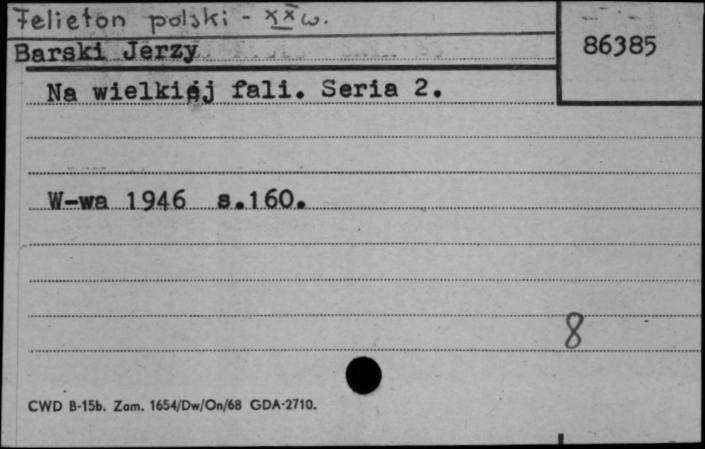 Felieton polski - XX w.
86385
Barski Jerzy
Na wielkiej fali. Seria 2.
W-wa 1946 s.160.
8
CWD B-15b. Zam. 1654/Dw/On/68 GDA-2710.